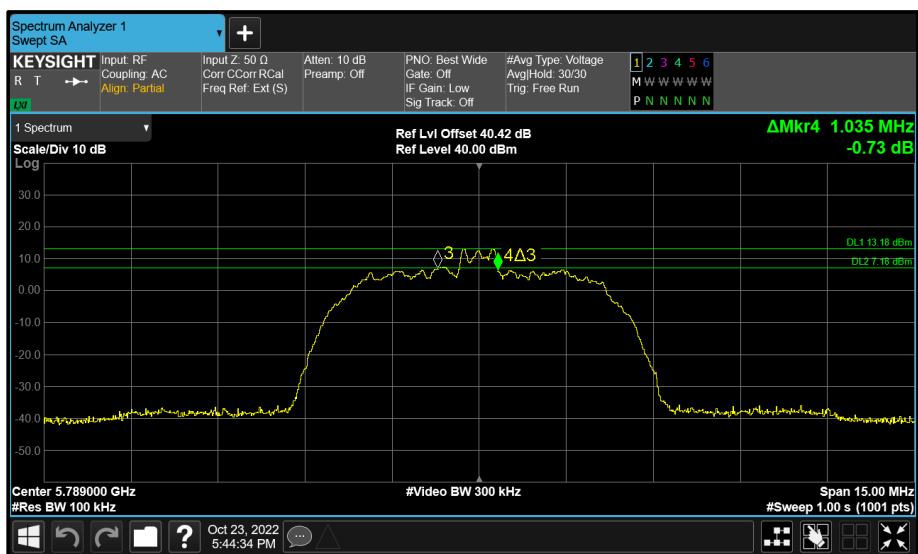 Spectrum Analyzer 1
Swept SA
KEYSIGHT
R T
LXI
Input: RF
Coupling: AC
Align: Partial
Input Z: 50 Ω
Corr CCorr RCal
Freq Ref: Ext (S)
Atten: 10 dB
Preamp: Off
PNO: Best Wide
Gate: Off
IF Gain: Low
Sig Track: Off
#Avg Type: Voltage
Avg|Hold: 30/30
Trig: Free Run
1 2 3 4 5 6
M W W W W W
P N N N N N
1 Spectrum
Scale/Div 10 dB
Log
Ref Lvl Offset 40.42 dB
Ref Level 40.00 dBm
ΔMkr4 1.035 MHz
-0.73 dB
30.0
20.0
10.0
0.00
-10.0
-20.0
-30.0
-40.0
-50.0
3
4Δ3
DL1 13.18 dBm
DL2 7.18 dBm
Center 5.789000 GHz
#Video BW 300 kHz
Span 15.00 MHz
#Res BW 100 kHz
#Sweep 1.00 s (1001 pts)
?
Oct 23, 2022
5:44:34 PM